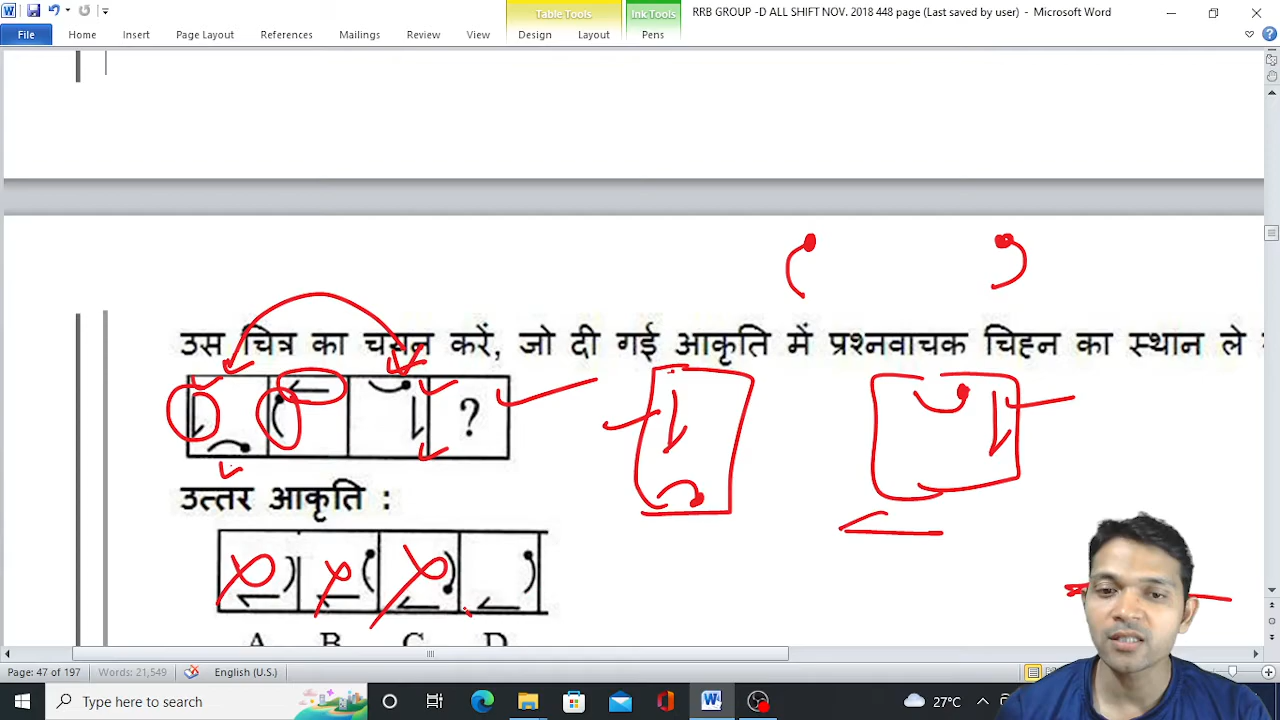 Table Tools
Ink Tools
RRB GROUP -D ALL SHIFT NOV. 2018 448 page (Last saved by user) - Microsoft Word
File
Home
Insert
Page Layout
References
Mailings
Review
View
Design
Layout
Pens
उस चित्र का चयन करें, जो दी गई आकृति में प्रश्नवाचक चिह्न का स्थान ले
?
उत्तर आकृति :
A B C D
Page: 47 of 197
Words: 21,549
English (U.S.)
Type here to search
27°C